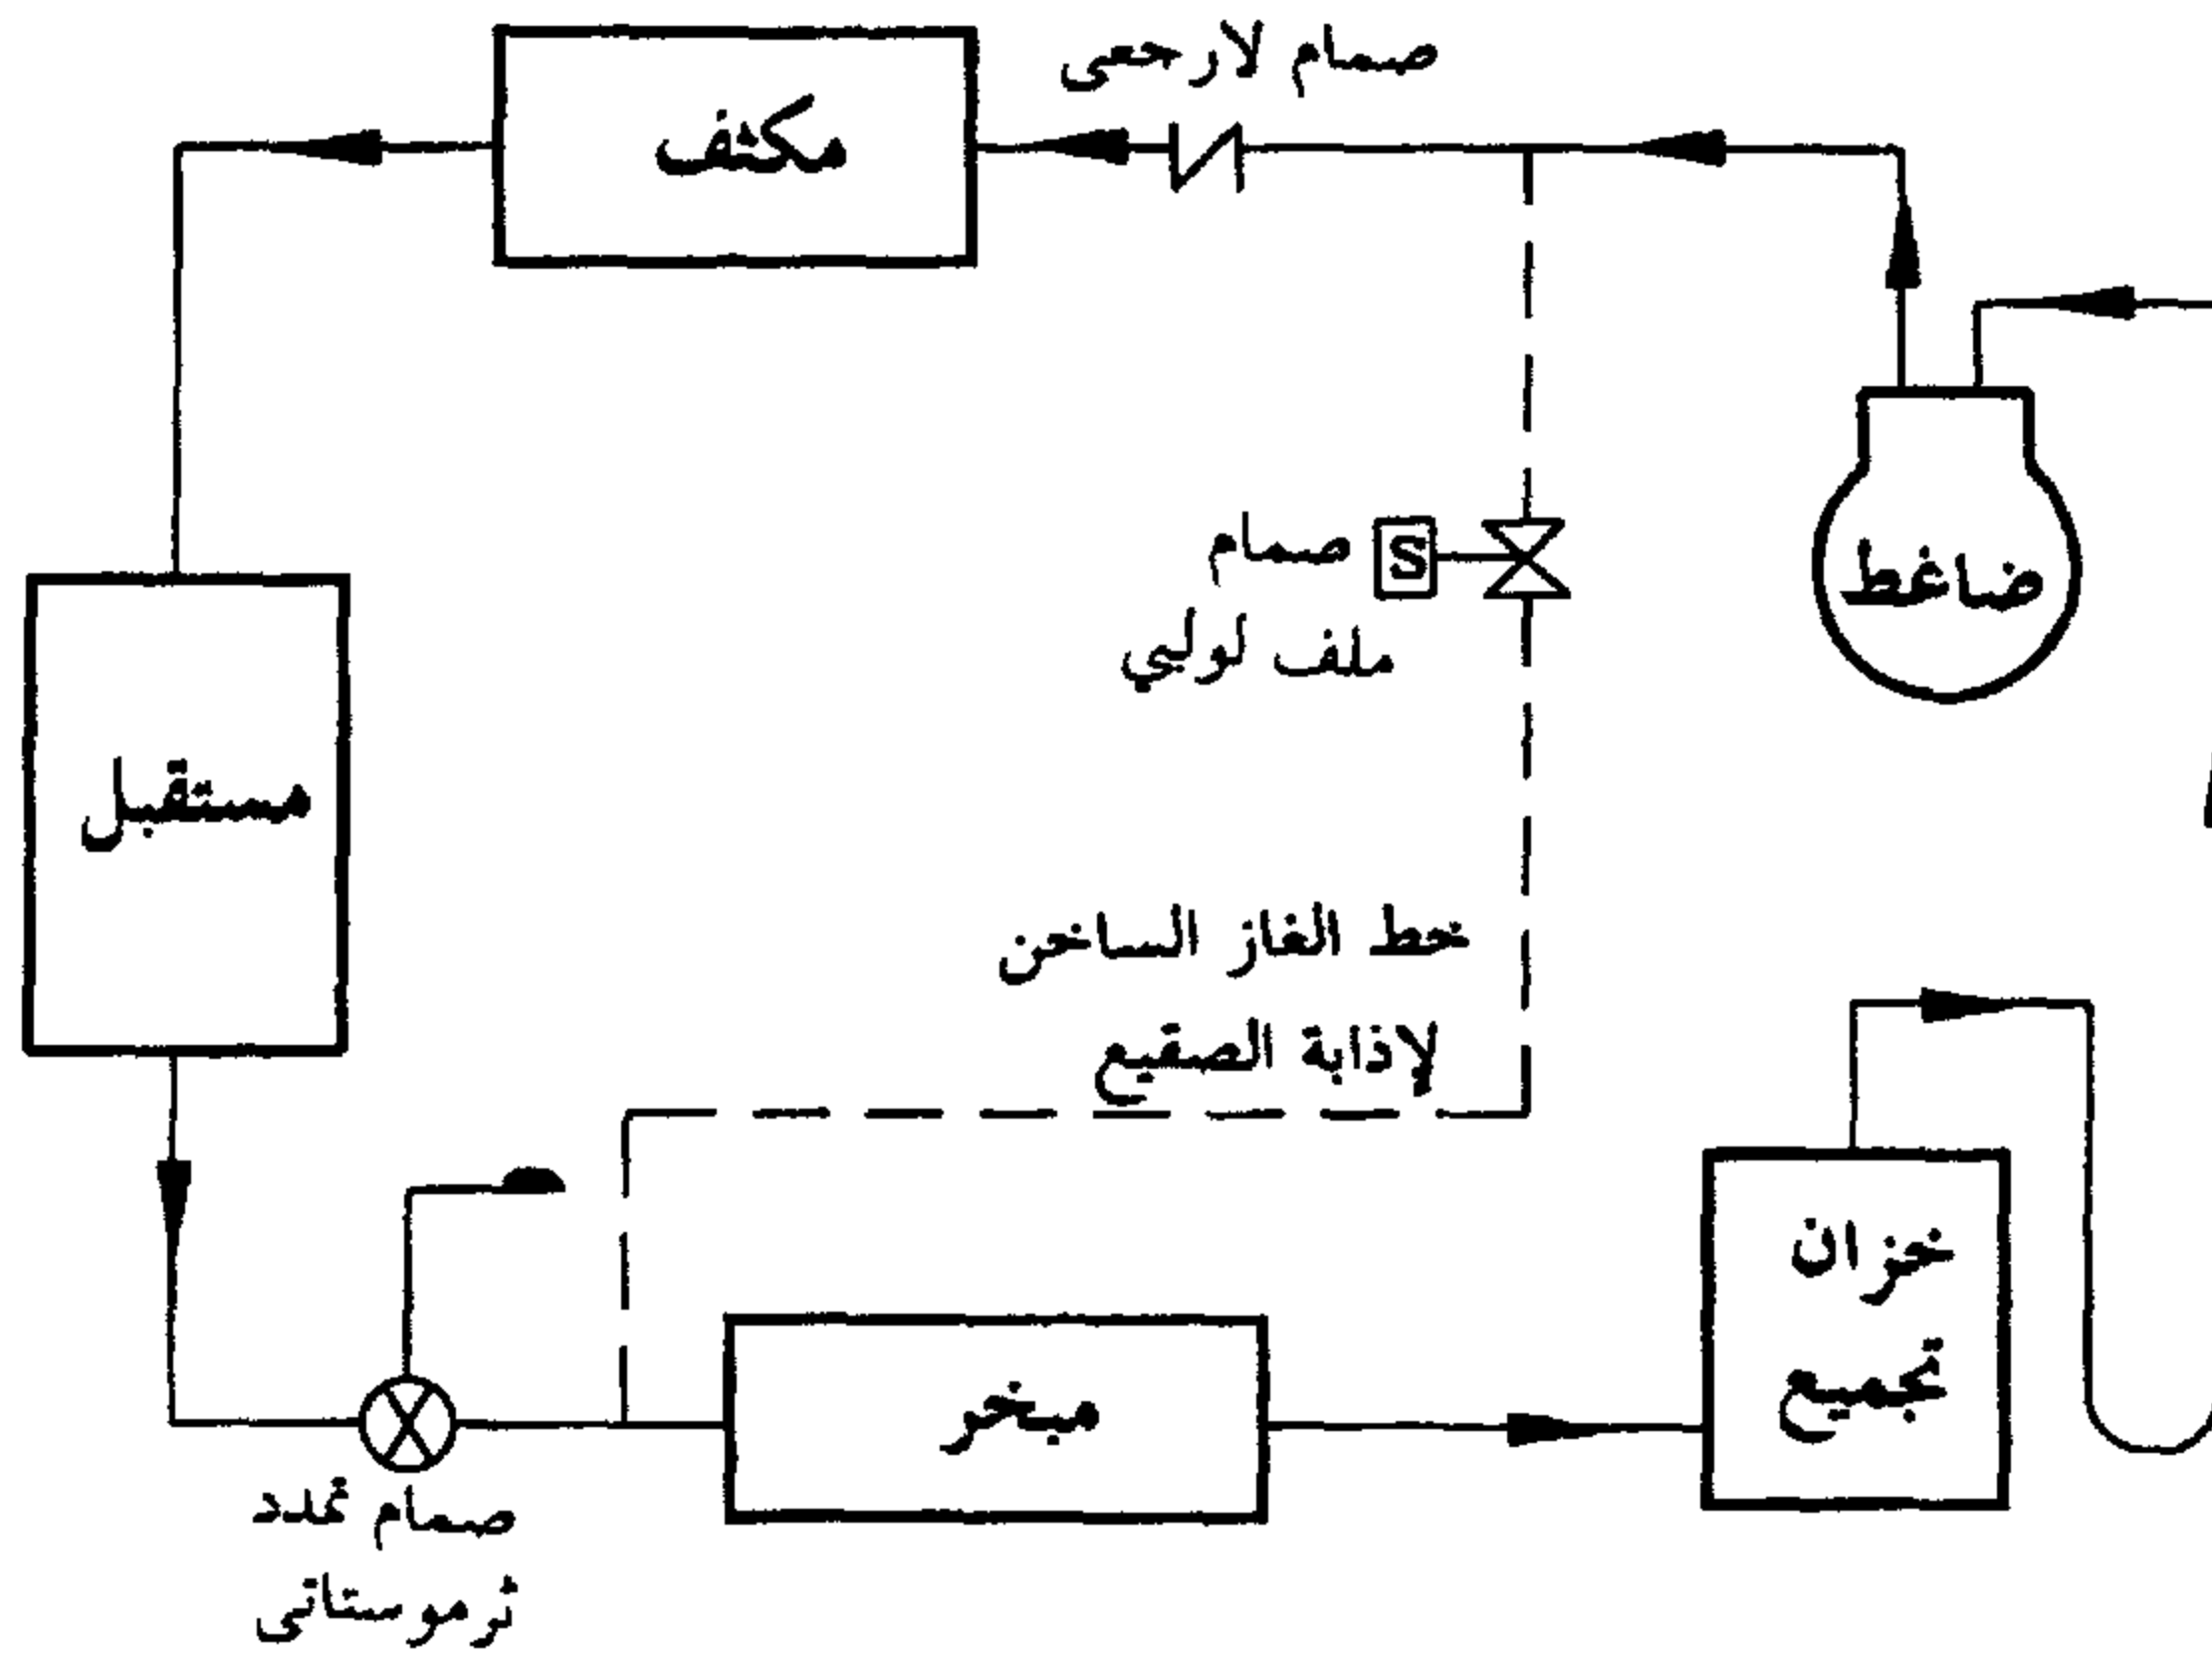 صمام لارجعى
مكثف
صمام
S
ملف لولبي
ضاغط
مستقبل
خط الغاز الساخن
لإذابة الصقيع
خزان
تجميع
مبخر
صمام تمدد
ثرموستاتى